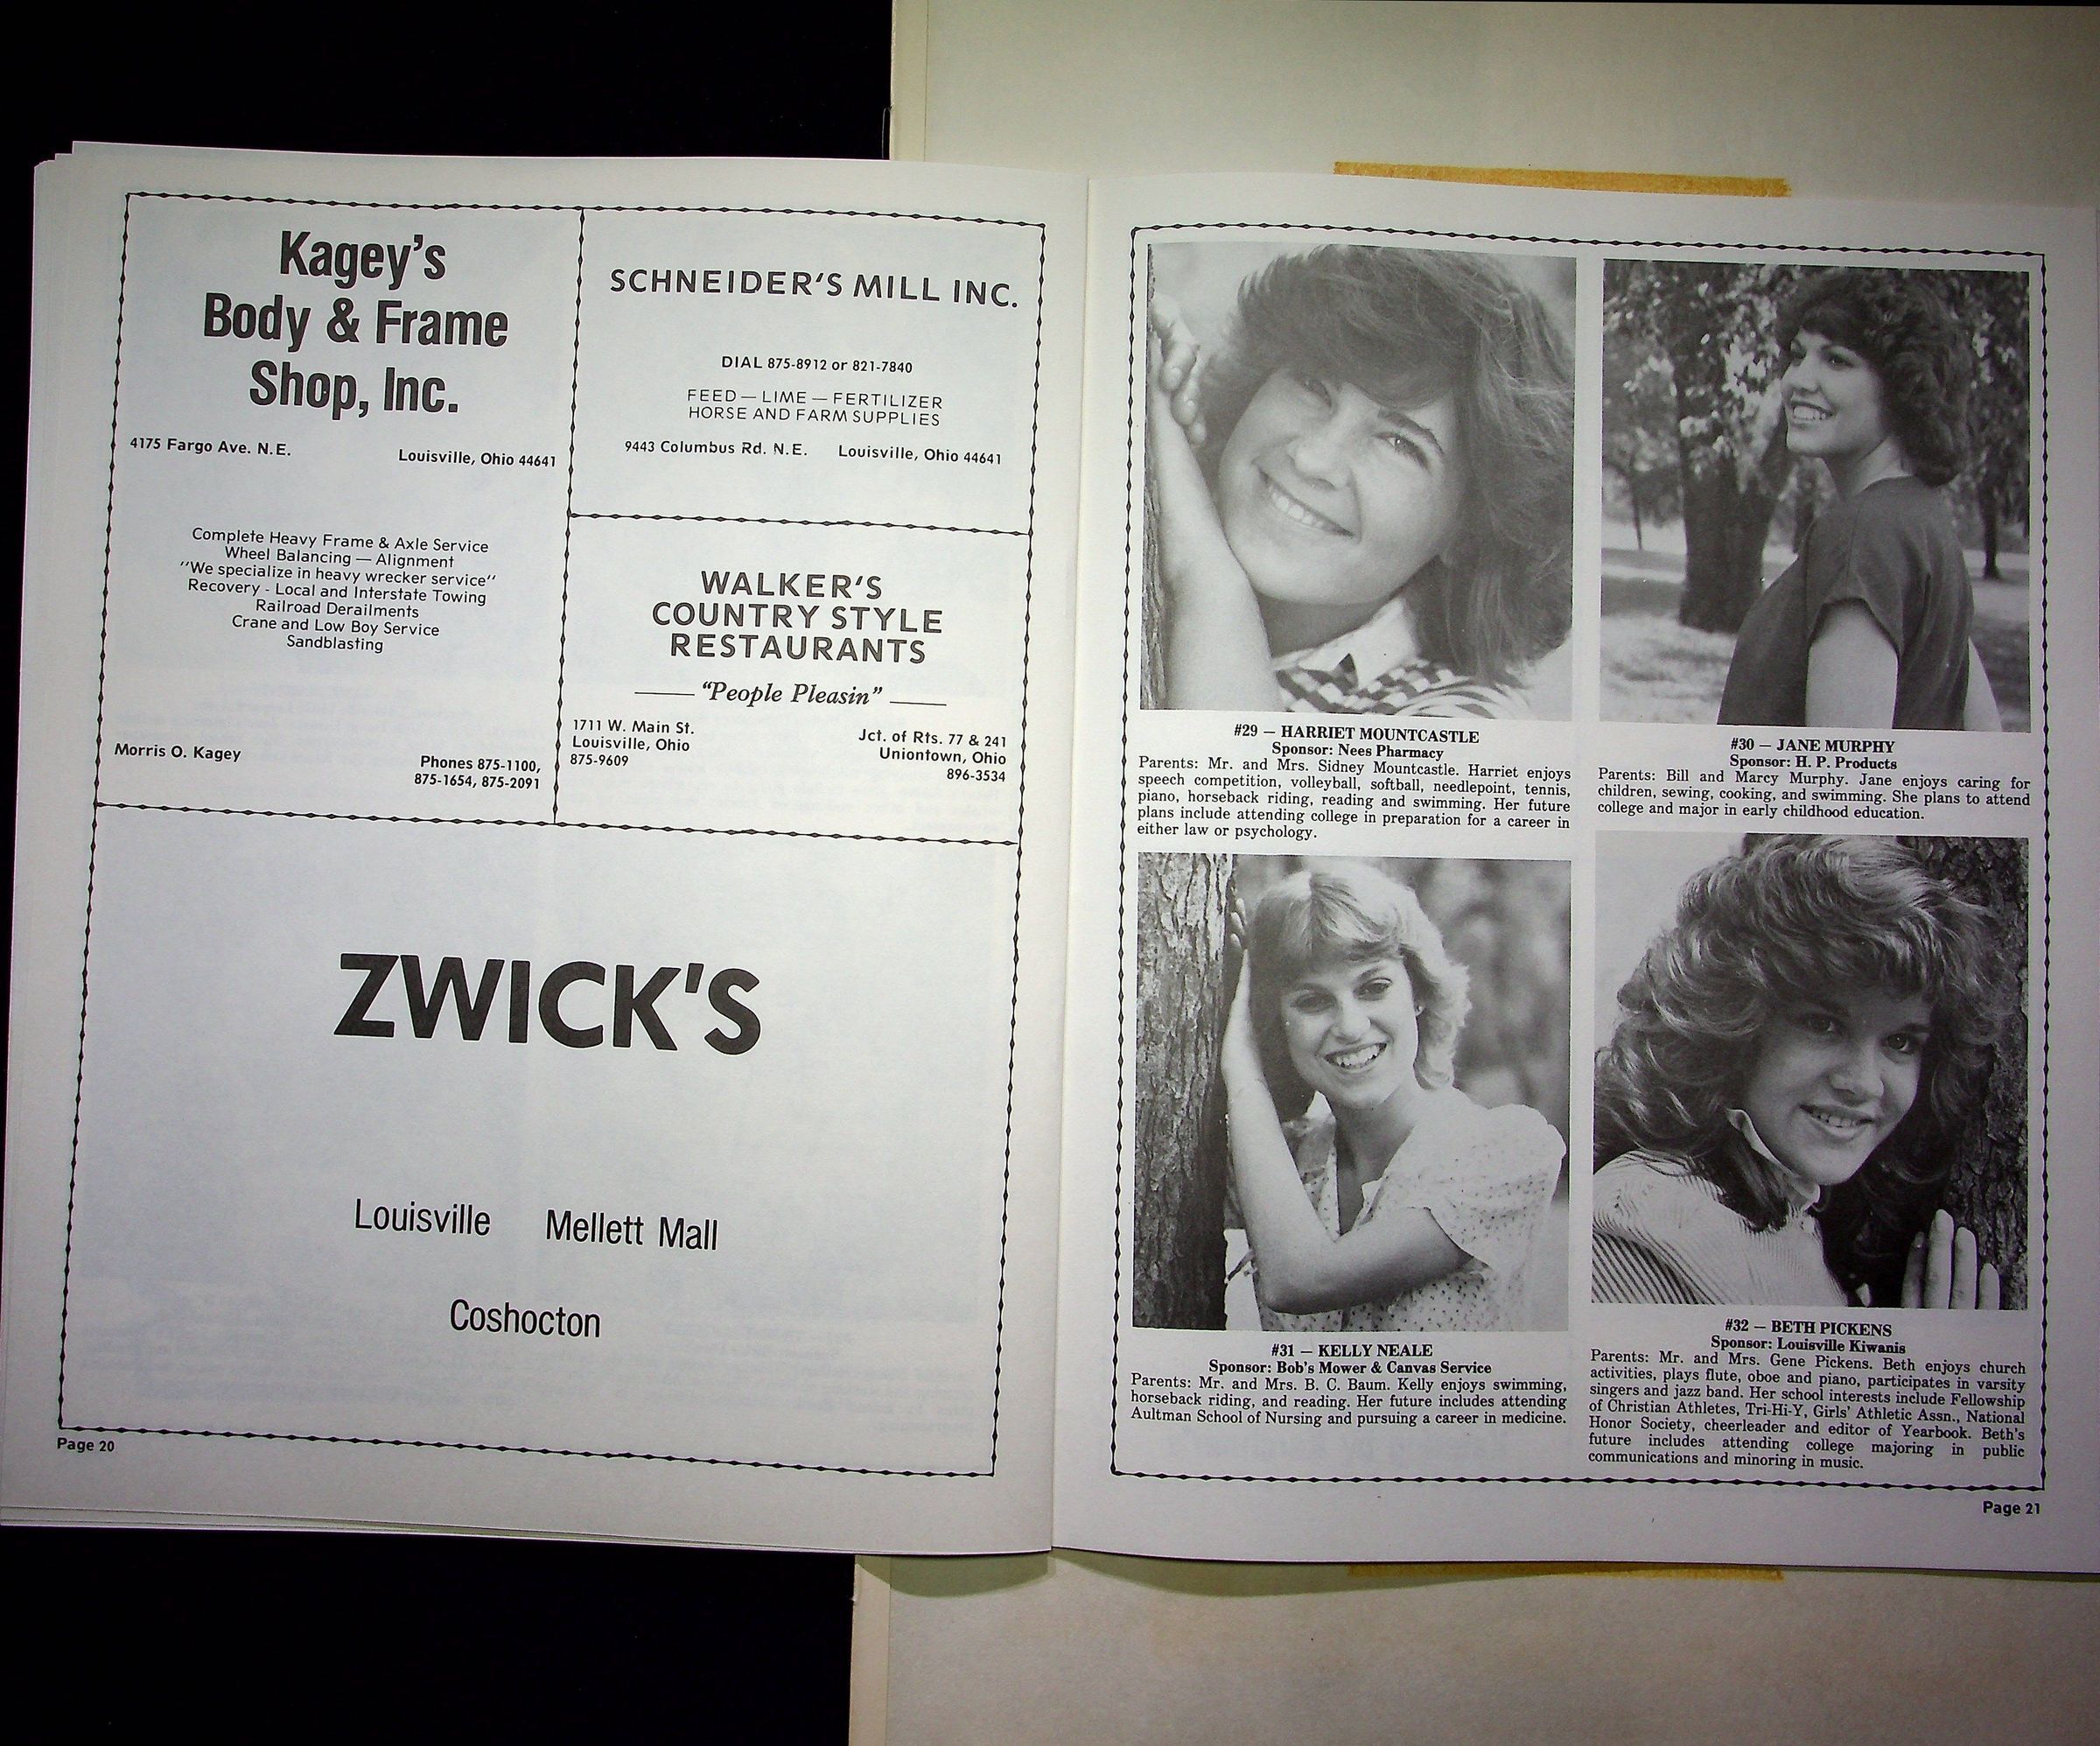 Kagey's
Body & Frame
Shop, Inc.
4175 Fargo Ave. N.E.
Louisville, Ohio 44641
Complete Heavy Frame & Axle Service
Wheel Balancing — Alignment
"We specialize in heavy wrecker service"
Recovery - Local and Interstate Towing
Railroad Derailments
Crane and Low Boy Service
Sandblasting
Morris O. Kagey
Phones 875-1100,
875-1654, 875-2091
SCHNEIDER'S MILL INC.
DIAL 875-8912 or 821-7840
FEED — LIME — FERTILIZER
HORSE AND FARM SUPPLIES
9443 Columbus Rd. N.E. Louisville, Ohio 44641
WALKER'S
COUNTRY STYLE
RESTAURANTS
"People Pleasin"
1711 W. Main St.
Louisville, Ohio
875-9609
Jct. of Rts. 77 & 241
Uniontown, Ohio
896-3534
ZWICK'S
Louisville Mellett Mall
Coshocton
Page 20
#29 — HARRIET MOUNTCASTLE
Sponsor: Nees Pharmacy
Parents: Mr. and Mrs. Sidney Mountcastle. Harriet enjoys
speech competition, volleyball, softball, needlepoint, tennis,
piano, horseback riding, reading and swimming. Her future
plans include attending college in preparation for a career in
either law or psychology.
#30 — JANE MURPHY
Sponsor: H. P. Products
Parents: Bill and Marcy Murphy. Jane enjoys caring for
children, sewing, cooking, and swimming. She plans to attend
college and major in early childhood education.
#31 — KELLY NEALE
Sponsor: Bob's Mower & Canvas Service
Parents: Mr. and Mrs. B. C. Baum. Kelly enjoys swimming,
horseback riding, and reading. Her future includes attending
Aultman School of Nursing and pursuing a career in medicine.
#32 — BETH PICKENS
Sponsor: Louisville Kiwanis
Parents: Mr. and Mrs. Gene Pickens. Beth enjoys church
activities, plays flute, oboe and piano, participates in varsity
singers and jazz band. Her school interests include Fellowship
of Christian Athletes, Tri-Hi-Y, Girls' Athletic Assn., National
Honor Society, cheerleader and editor of Yearbook. Beth's
future includes attending college majoring in public
communications and minoring in music.
Page 21